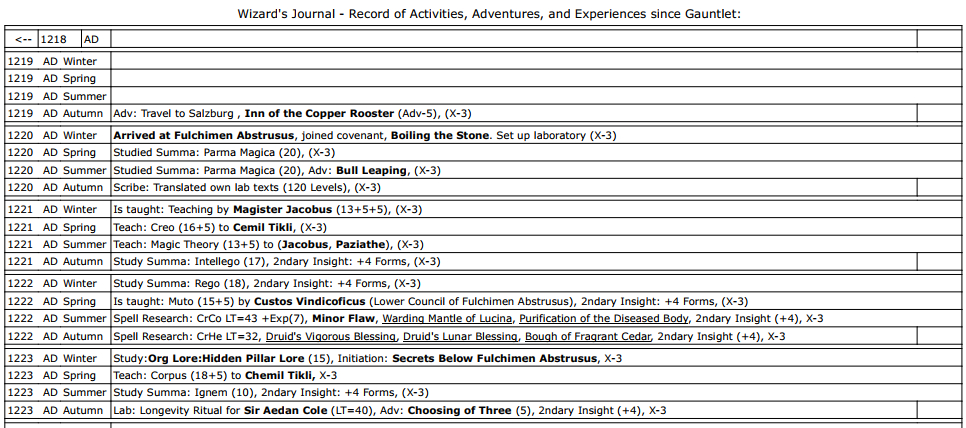 Wizard's Journal - Record of Activities, Adventures, and Experiences since Gauntlet:
<-- 1218 AD
1219 AD Winter
1219 AD Spring
1219 AD Summer
1219 AD Autumn Adv: Travel to Salzburg , Inn of the Copper Rooster (Adv-5), (X-3)
1220 AD Winter Arrived at Fulchimen Abstrusus, joined covenant, Boiling the Stone. Set up laboratory (X-3)
1220 AD Spring Studied Summa: Parma Magica (20), (X-3)
1220 AD Summer Studied Summa: Parma Magica (20), Adv: Bull Leaping, (X-3)
1220 AD Autumn Scribe: Translated own lab texts (120 Levels), (X-3)
1221 AD Winter Is taught: Teaching by Magister Jacobus (13+5+5), (X-3)
1221 AD Spring Teach: Creo (16+5) to Cemil Tikli, (X-3)
1221 AD Summer Teach: Magic Theory (13+5) to (Jacobus, Paziathe), (X-3)
1221 AD Autumn Study Summa: Intellego (17), 2ndary Insight: +4 Forms, (X-3)
1222 AD Winter Study Summa: Rego (18), 2ndary Insight: +4 Forms, (X-3)
1222 AD Spring Is taught: Muto (15+5) by Custos Vindicoficus (Lower Council of Fulchimen Abstrusus), 2ndary Insight: +4 Forms, (X-3)
1222 AD Summer Spell Research: CrCo LT=43 +Exp(7), Minor Flaw, Warding Mantle of Lucina, Purification of the Diseased Body, 2ndary Insight (+4), X-3
1222 AD Autumn Spell Research: CrHe LT=32, Druid's Vigorous Blessing, Druid's Lunar Blessing, Bough of Fragrant Cedar, 2ndary Insight (+4), X-3
1223 AD Winter Study:Org Lore:Hidden Pillar Lore (15), Initiation: Secrets Below Fulchimen Abstrusus, X-3
1223 AD Spring Teach: Corpus (18+5) to Chemil Tikli, X-3
1223 AD Summer Study Summa: Ignem (10), 2ndary Insight: +4 Forms, (X-3)
1223 AD Autumn Lab: Longevity Ritual for Sir Aedan Cole (LT=40), Adv: Choosing of Three (5), 2ndary Insight (+4), X-3